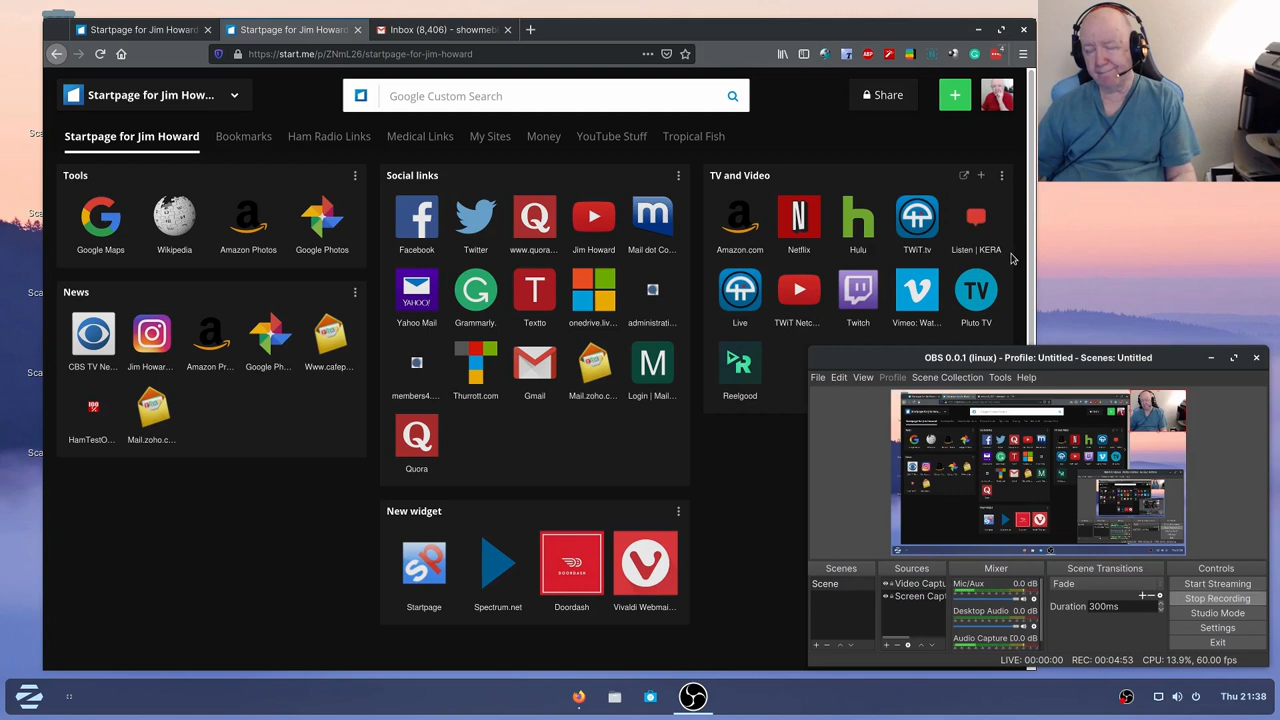 Startpage for Jim Howard
Startpage for Jim Howard
Inbox (8,406) - showmeb
https://start.me/p/ZNmL26/startpage-for-jim-howard
Startpage for Jim How...
Google Custom Search
Share
Startpage for Jim Howard
Bookmarks
Ham Radio Links
Medical Links
My Sites
Money
YouTube Stuff
Tropical Fish
Tools
Google Maps
Wikipedia
Amazon Photos
Google Photos
News
CBS TV Ne...
Jim Howar...
Amazon Pr...
Google Ph...
Www.cafep...
HamTestO...
Mail.zoho.c...
Social links
Facebook
Twitter
www.quora...
Jim Howard
Mail dot Co...
YAHOO!
Yahoo Mail
Grammarly.
Textto
onedrive.liv...
administrati...
members4....
Thurrott.com
Gmail
Mail.zoho.c...
Login | Mail...
Quora
New widget
Startpage
Spectrum.net
DOORDASH
Doordash
Vivaldi Webmai...
TV and Video
Amazon.com
Netflix
Hulu
TWiT.tv
Listen | KERA
Live
TWiT Netc...
Twitch
Vimeo: Wat...
TV
Pluto TV
Reelgood
OBS 0.0.1 (linux) - Profile: Untitled - Scenes: Untitled
File Edit View Profile Scene Collection Tools Help
Scenes
Scene
Sources
Video Captu
Screen Capt
Mixer
Mic/Aux 0.0 dB
Desktop Audio 0.0 dB
Audio Capture D 0.0 dB
Scene Transitions
Fade
Duration 300ms
Controls
Start Streaming
Stop Recording
Studio Mode
Settings
Exit
LIVE: 00:00:00 REC: 00:04:53 CPU: 13.9%, 60.00 fps
Thu 21:38